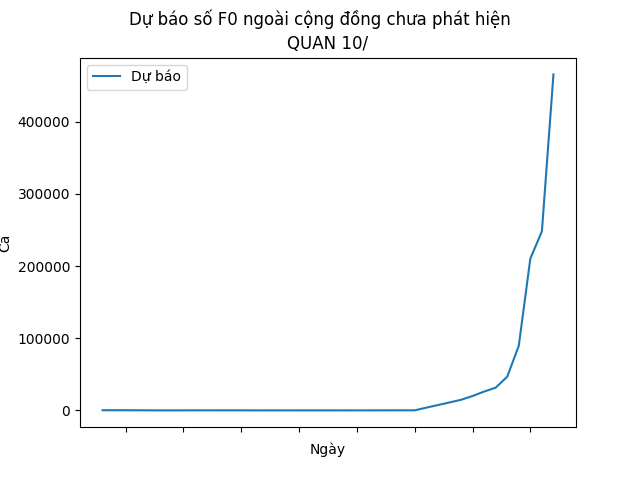 Dự báo số F0 ngoài cộng đồng chưa phát hiện
QUAN 10/
Dự báo
400000
300000
200000
100000
0
Ca
Ngày